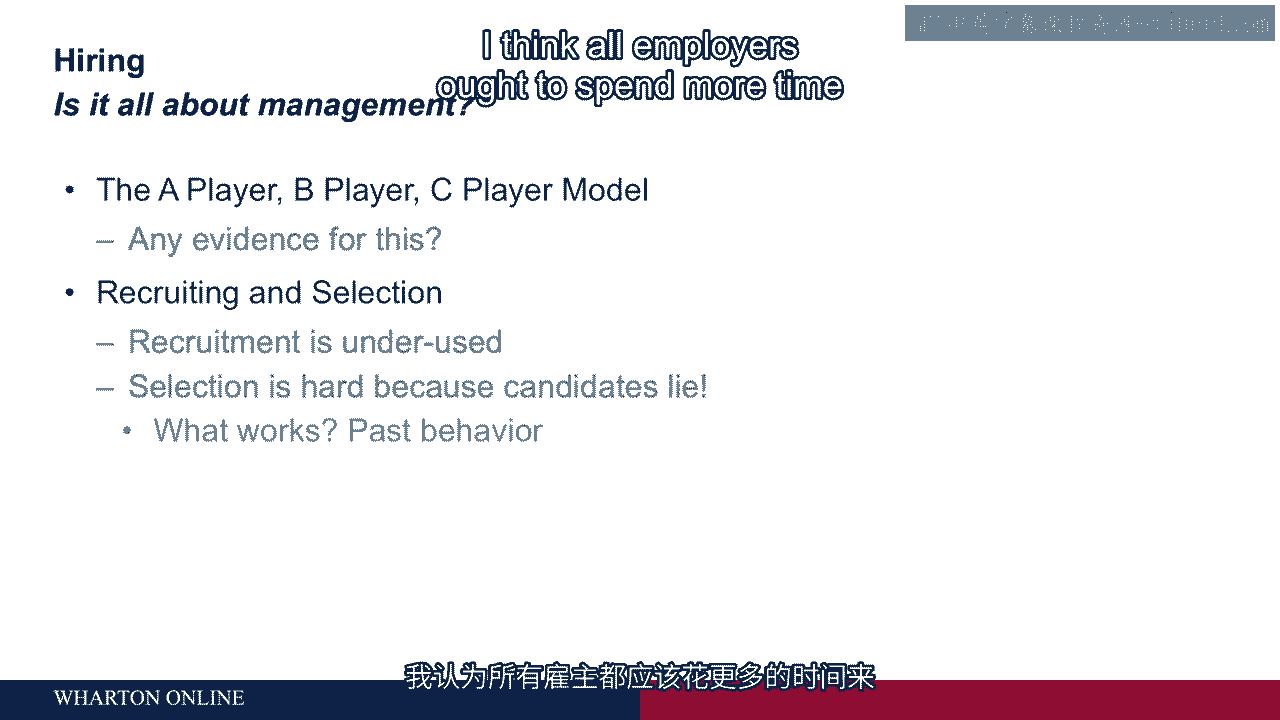 Hiring
I think all employers
ought to spend more time
Is it all about management?
• The A Player, B Player, C Player Model
– Any evidence for this?
• Recruiting and Selection
– Recruitment is under-used
– Selection is hard because candidates lie!
• What works? Past behavior
我认为所有雇主都应该花更多的时间来
WHARTON ONLINE